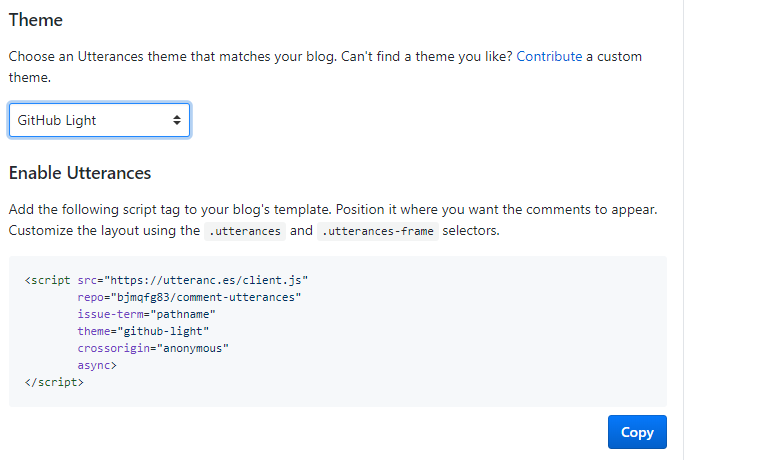 Theme
Choose an Utterances theme that matches your blog. Can't find a theme you like? Contribute a custom
theme.
GitHub Light
Enable Utterances
Add the following script tag to your blog's template. Position it where you want the comments to appear.
Customize the layout using the .utterances and .utterances-frame selectors.
<script src="https://utteranc.es/client.js"
        repo="bjmqfg83/comment-utterances"
        issue-term="pathname"
        theme="github-light"
        crossorigin="anonymous"
        async>
</script>
Copy